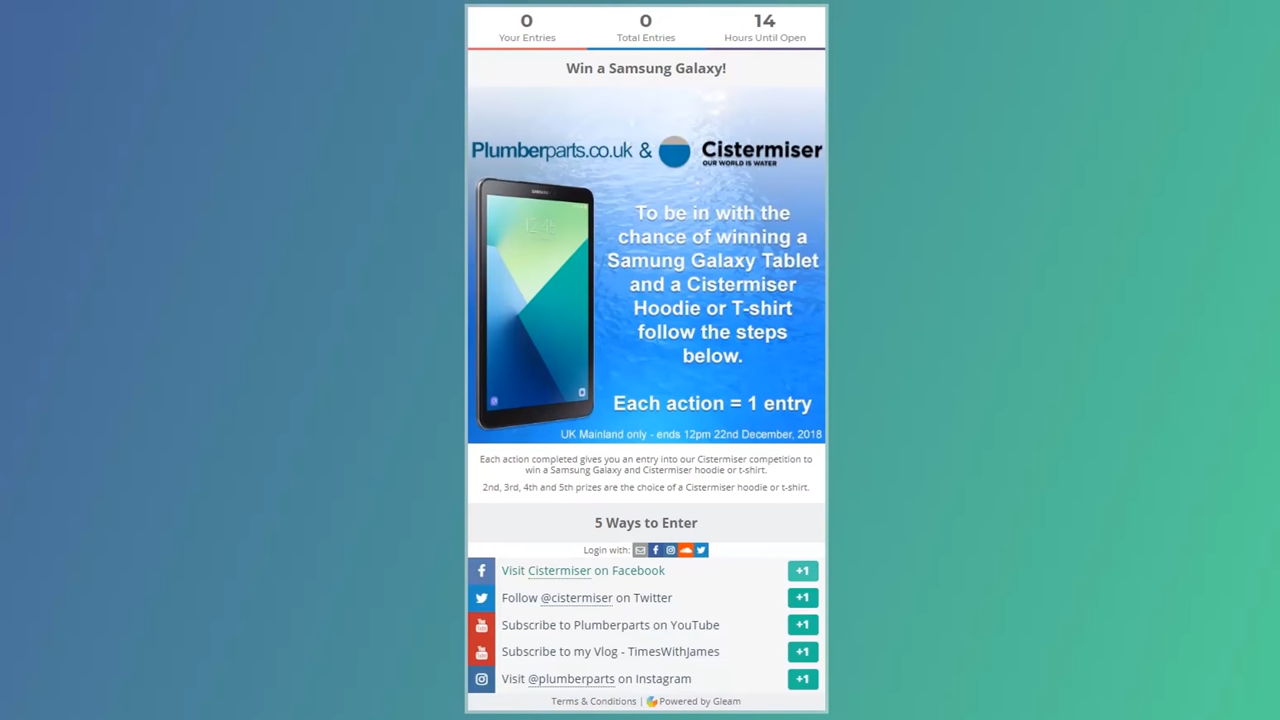 0 0 14
Your Entries Total Entries Hours Until Open
Win a Samsung Galaxy!
Plumberparts.co.uk & Cistermiser
OUR WORLD IS WATER
SAMSUNG
12:45
To be in with the
chance of winning a
Samung Galaxy Tablet
and a Cistermiser
Hoodie or T-shirt
follow the steps
below.
Each action = 1 entry
UK Mainland only - ends 12pm 22nd December, 2018
Each action completed gives you an entry into our Cistermiser competition to
win a Samsung Galaxy and Cistermiser hoodie or t-shirt.
2nd, 3rd, 4th and 5th prizes are the choice of a Cistermiser hoodie or t-shirt.
5 Ways to Enter
Login with:
Visit Cistermiser on Facebook +1
Follow @cistermiser on Twitter +1
Subscribe to Plumberparts on YouTube +1
Subscribe to my Vlog - TimesWithJames +1
Visit @plumberparts on Instagram +1
Terms & Conditions | Powered by Gleam